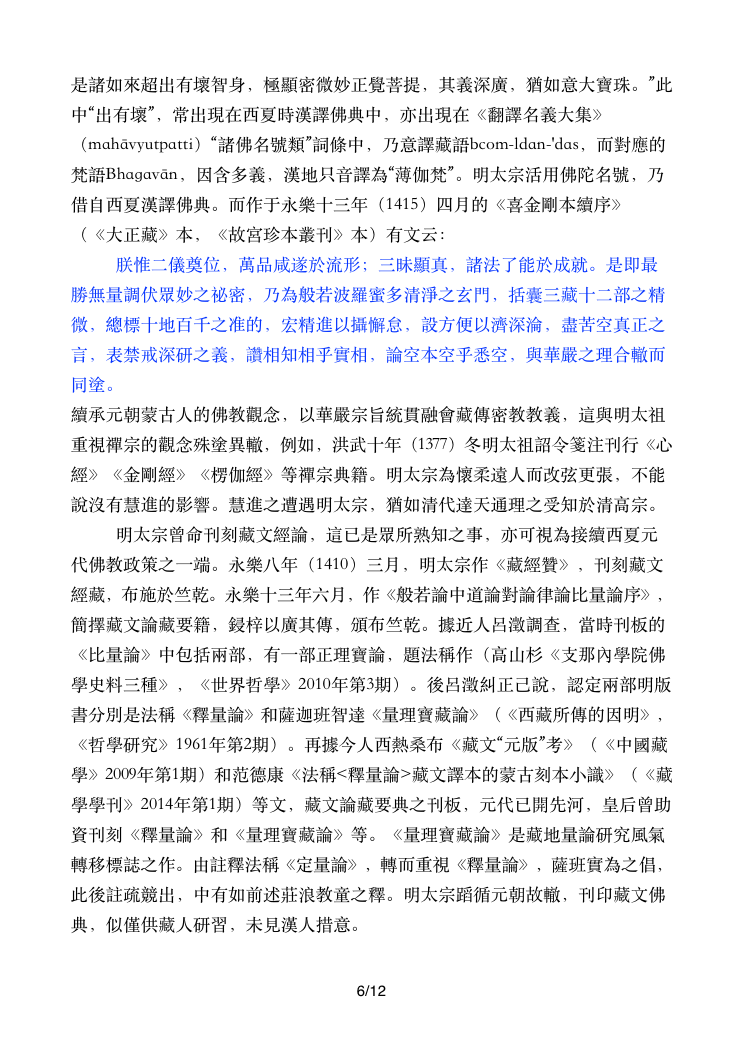 是諸如來超出有壞智身，極顯密微妙正覺菩提，其義深廣，猶如意大寶珠。”此
中“出有壞”，常出現在西夏時漢譯佛典中，亦出現在《翻譯名義大集》
（mahāvyutpatti）“諸佛名號類”詞條中，乃意譯藏語bcom-ldan-'das，而對應的
梵語Bhagavān，因含多義，漢地只音譯為“薄伽梵”。明太宗活用佛陀名號，乃
借自西夏漢譯佛典。而作于永樂十三年（1415）四月的《喜金剛本續序》
（《大正藏》本，《故宮珍本叢刊》本）有文云：
朕惟二儀奠位，萬品咸遂於流形；三昧顯真，諸法了能於成就。是即最
勝無量調伏眾妙之祕密，乃為般若波羅蜜多清淨之玄門，括囊三藏十二部之精
微，總標十地百千之准的，宏精進以攝懈怠，設方便以濟深淪，盡苦空真正之
言，表禁戒深研之義，讚相知相乎實相，論空本空乎悉空，與華嚴之理合轍而
同塗。
續承元朝蒙古人的佛教觀念，以華嚴宗旨統貫融會藏傳密教教義，這與明太祖
重視禪宗的觀念殊塗異轍，例如，洪武十年（1377）冬明太祖詔令箋注刊行《心
經》《金剛經》《楞伽經》等禪宗典籍。明太宗為懷柔遠人而改弦更張，不能
說沒有慧進的影響。慧進之遭遇明太宗，猶如清代達天通理之受知於清高宗。
明太宗曾命刊刻藏文經論，這已是眾所熟知之事，亦可視為接續西夏元
代佛教政策之一端。永樂八年（1410）三月，明太宗作《藏經贊》，刊刻藏文
經藏，布施於竺乾。永樂十三年六月，作《般若論中道論對論律論比量論序》，
簡擇藏文論藏要籍，鋟梓以廣其傳，頒布竺乾。據近人呂澂調查，當時刊板的
《比量論》中包括兩部，有一部正理寶論，題法稱作（高山杉《支那內學院佛
學史料三種》，《世界哲學》2010年第3期）。後呂澂糾正己說，認定兩部明版
書分別是法稱《釋量論》和薩迦班智達《量理寶藏論》（《西藏所傳的因明》，
《哲學研究》1961年第2期）。再據今人西熱桑布《藏文“元版”考》（《中國藏
學》2009年第1期）和范德康《法稱<釋量論>藏文譯本的蒙古刻本小識》（《藏
學學刊》2014年第1期）等文，藏文論藏要典之刊板，元代已開先河，皇后曾助
資刊刻《釋量論》和《量理寶藏論》等。《量理寶藏論》是藏地量論研究風氣
轉移標誌之作。由註釋法稱《定量論》，轉而重視《釋量論》，薩班實為之倡，
此後註疏競出，中有如前述莊浪教童之釋。明太宗蹈循元朝故轍，刊印藏文佛
典，似僅供藏人研習，未見漢人措意。
6/12